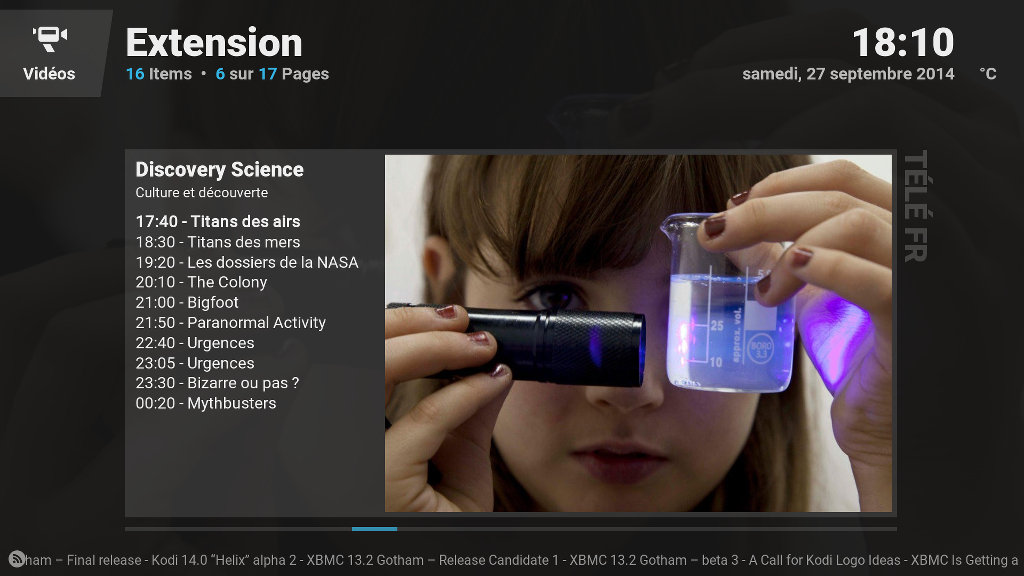 Vidéos
Extension
16 Items • 6 sur 17 Pages
18:10
samedi, 27 septembre 2014 °C
Discovery Science
Culture et découverte
17:40 - Titans des airs
18:30 - Titans des mers
19:20 - Les dossiers de la NASA
20:10 - The Colony
21:00 - Bigfoot
21:50 - Paranormal Activity
22:40 - Urgences
23:05 - Urgences
23:30 - Bizarre ou pas ?
00:20 - Mythbusters
25
10
approx. vol.
BORO
3.3
TÉLÉ FR
ham – Final release - Kodi 14.0 “Helix” alpha 2 - XBMC 13.2 Gotham – Release Candidate 1 - XBMC 13.2 Gotham – beta 3 - A Call for Kodi Logo Ideas - XBMC Is Getting a